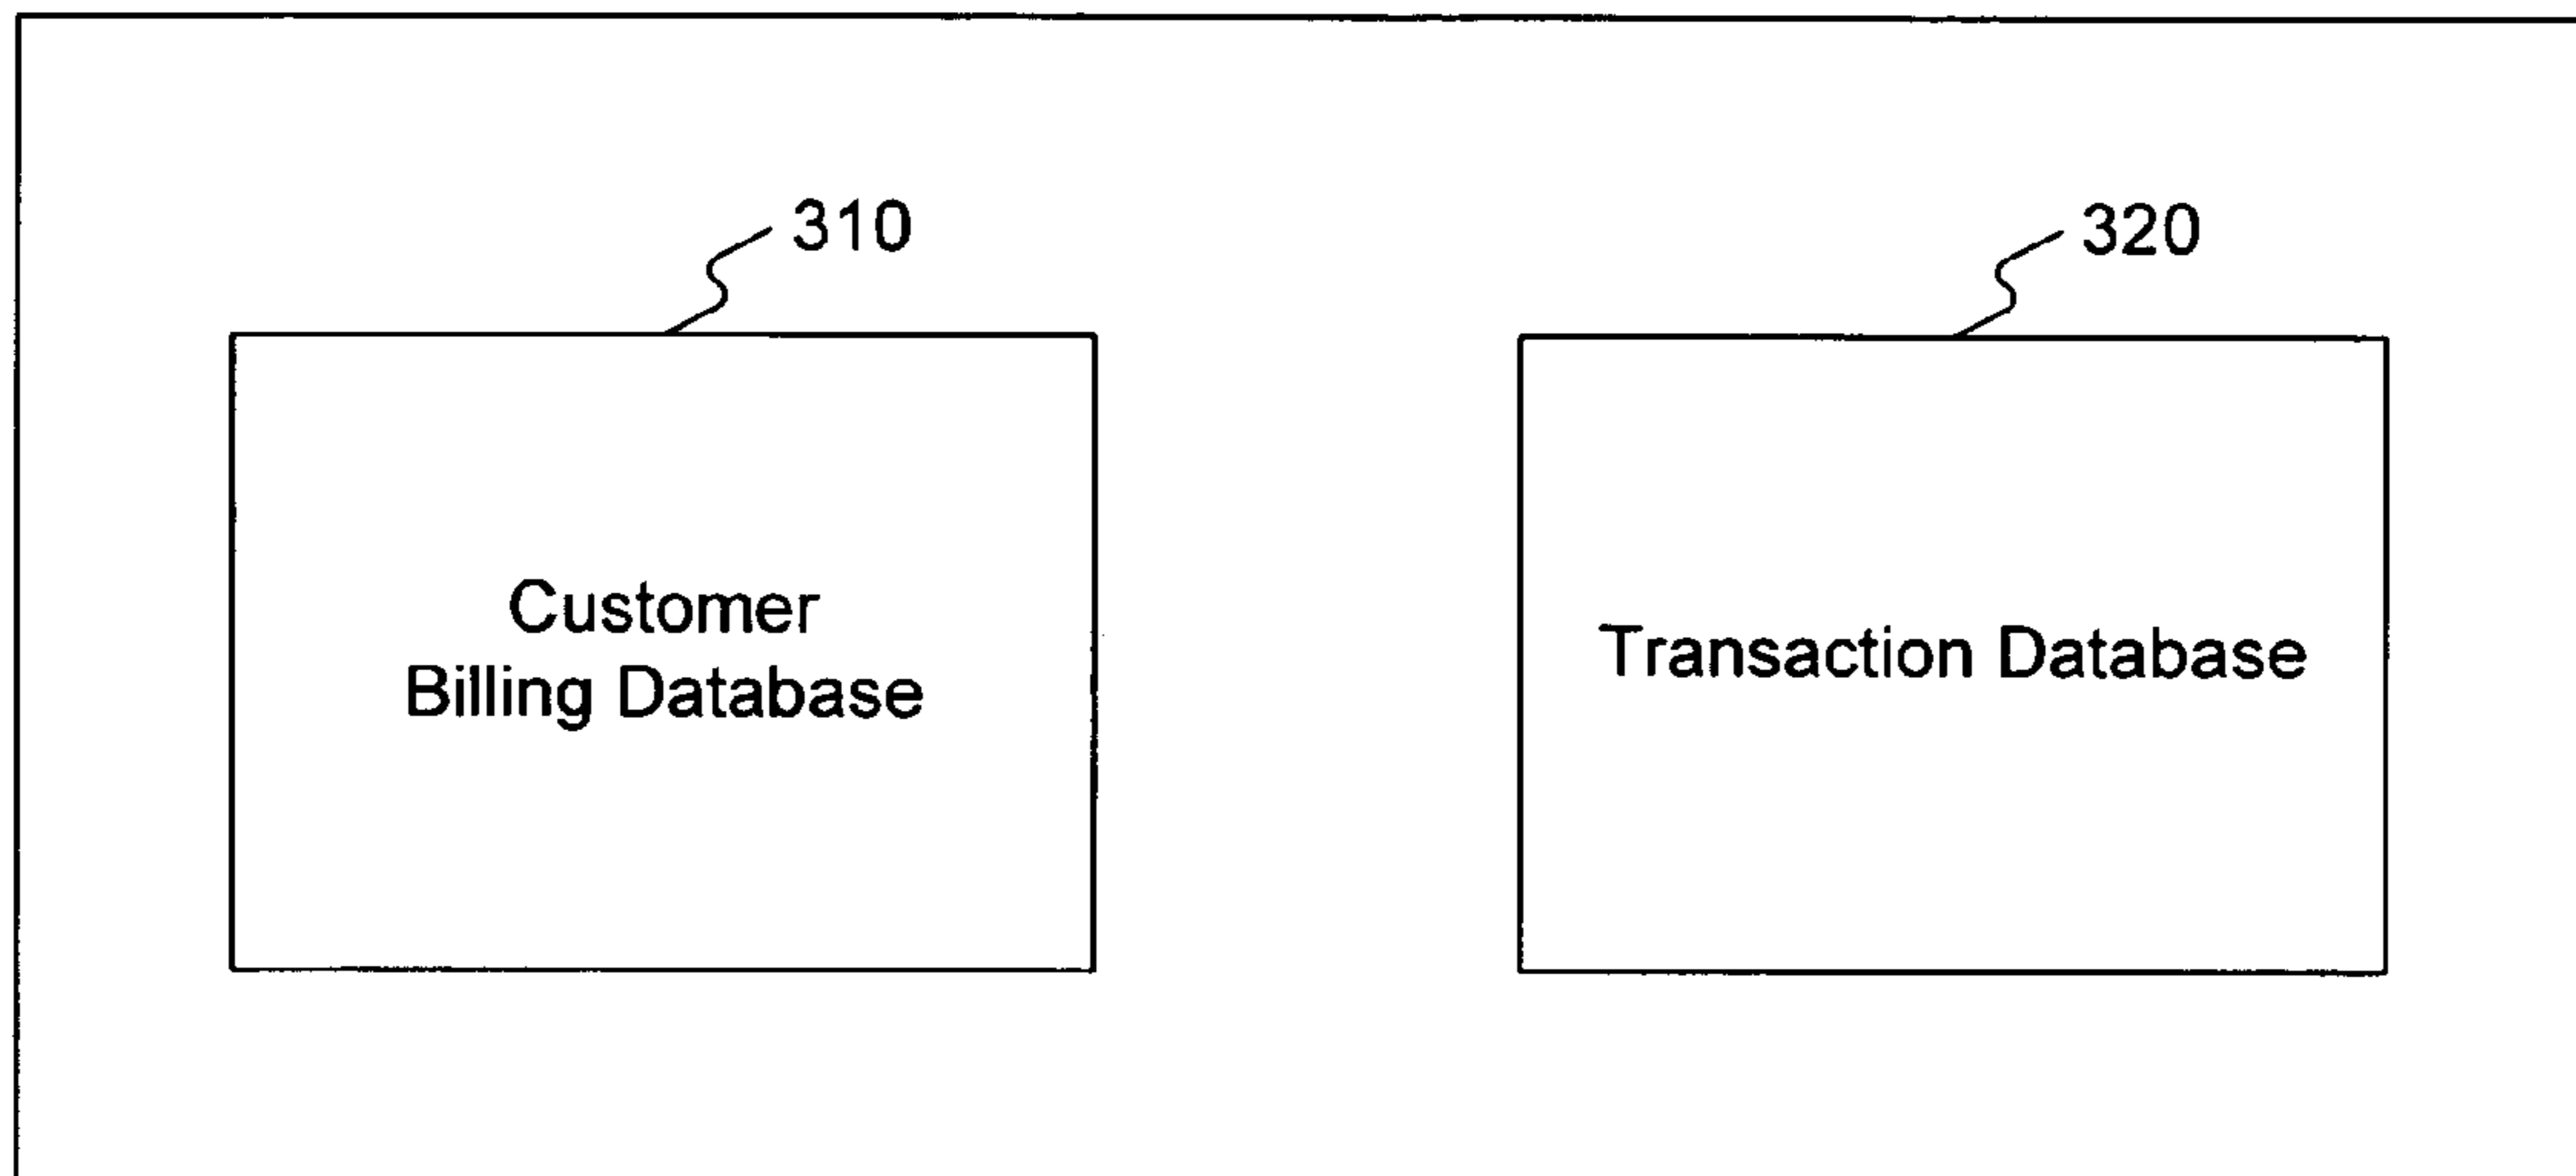 310
320
Customer
Billing Database
Transaction Database